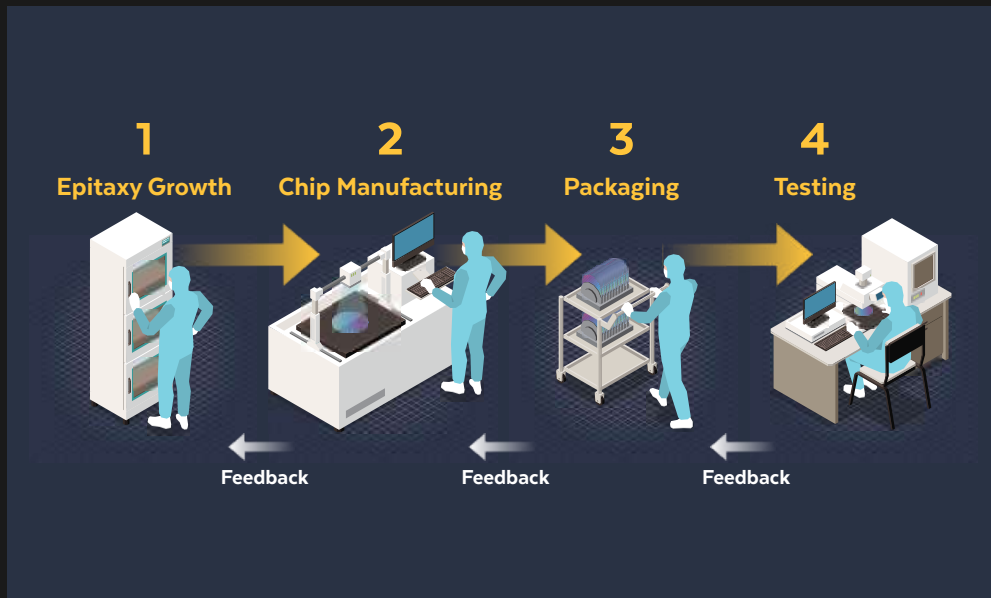 1
Epitaxy Growth
2
Chip Manufacturing
3
Packaging
4
Testing
Feedback
Feedback
Feedback